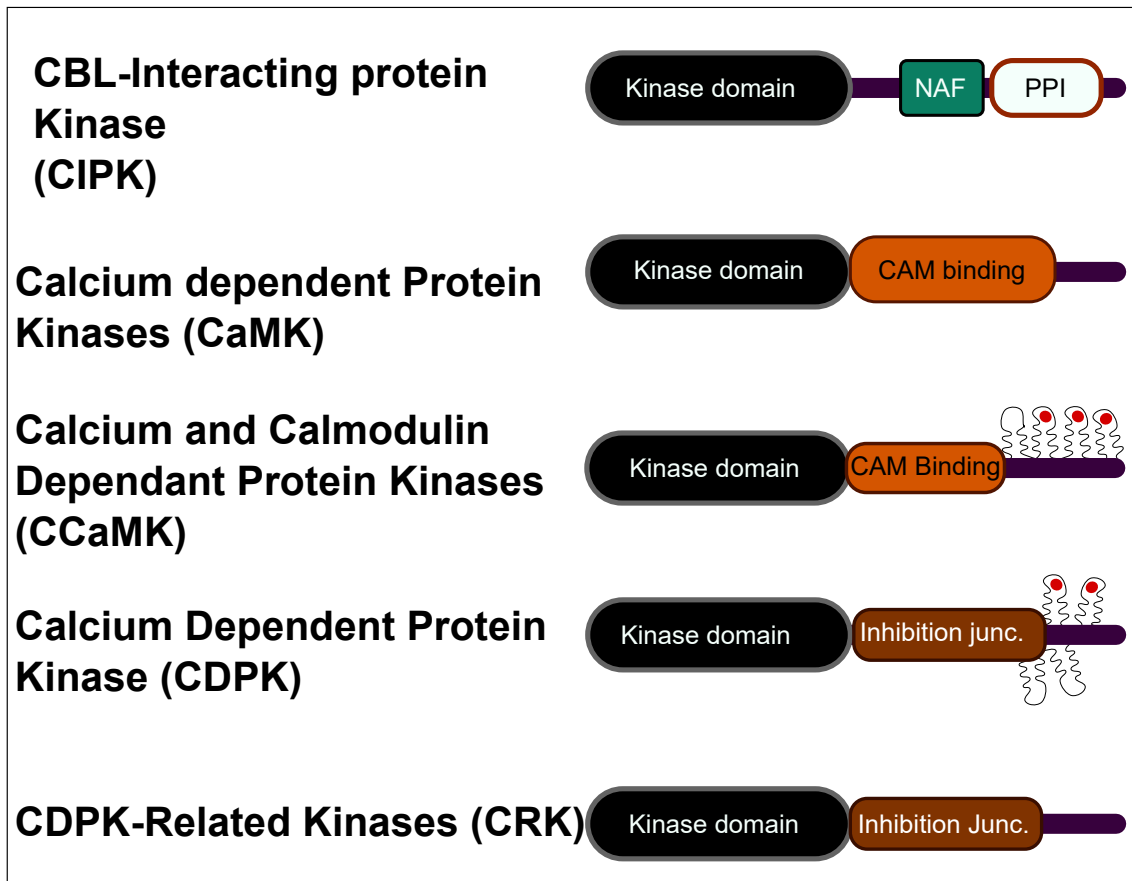 CBL-Interacting protein
Kinase
(CIPK)
Kinase domain
NAF
PPI
Calcium dependent Protein
Kinases (CaMK)
Kinase domain
CAM binding
Calcium and Calmodulin
Dependant Protein Kinases
(CCaMK)
Kinase domain
CAM Binding
Calcium Dependent Protein
Kinase (CDPK)
Kinase domain
Inhibition junc.
CDPK-Related Kinases (CRK)
Kinase domain
Inhibition Junc.